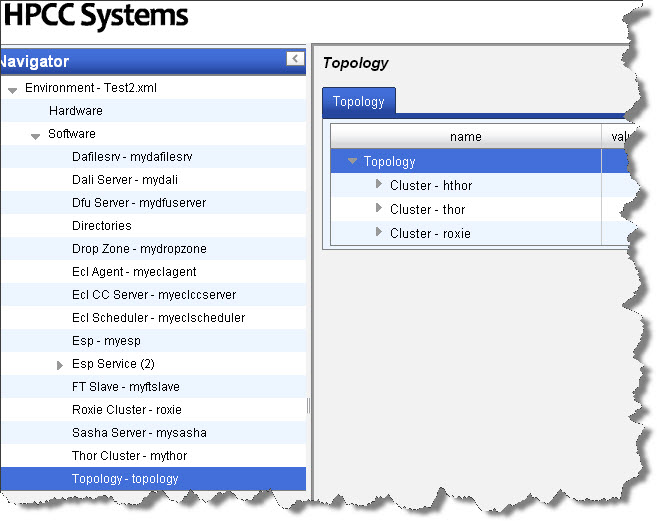 HPCC Systems
Navigator
Environment - Test2.xml
Hardware
Software
Dafilesrv - mydafilesrv
Dali Server - mydali
Dfu Server - mydfuserver
Directories
Drop Zone - mydropzone
Ecl Agent - myeclagent
Ecl CC Server - myeclccserver
Ecl Scheduler - myeclscheduler
Esp - myesp
Esp Service (2)
FT Slave - myftslave
Roxie Cluster - roxie
Sasha Server - mysasha
Thor Cluster - mythor
Topology - topology
Topology
Topology
name
Topology
Cluster - hthor
Cluster - thor
Cluster - roxie